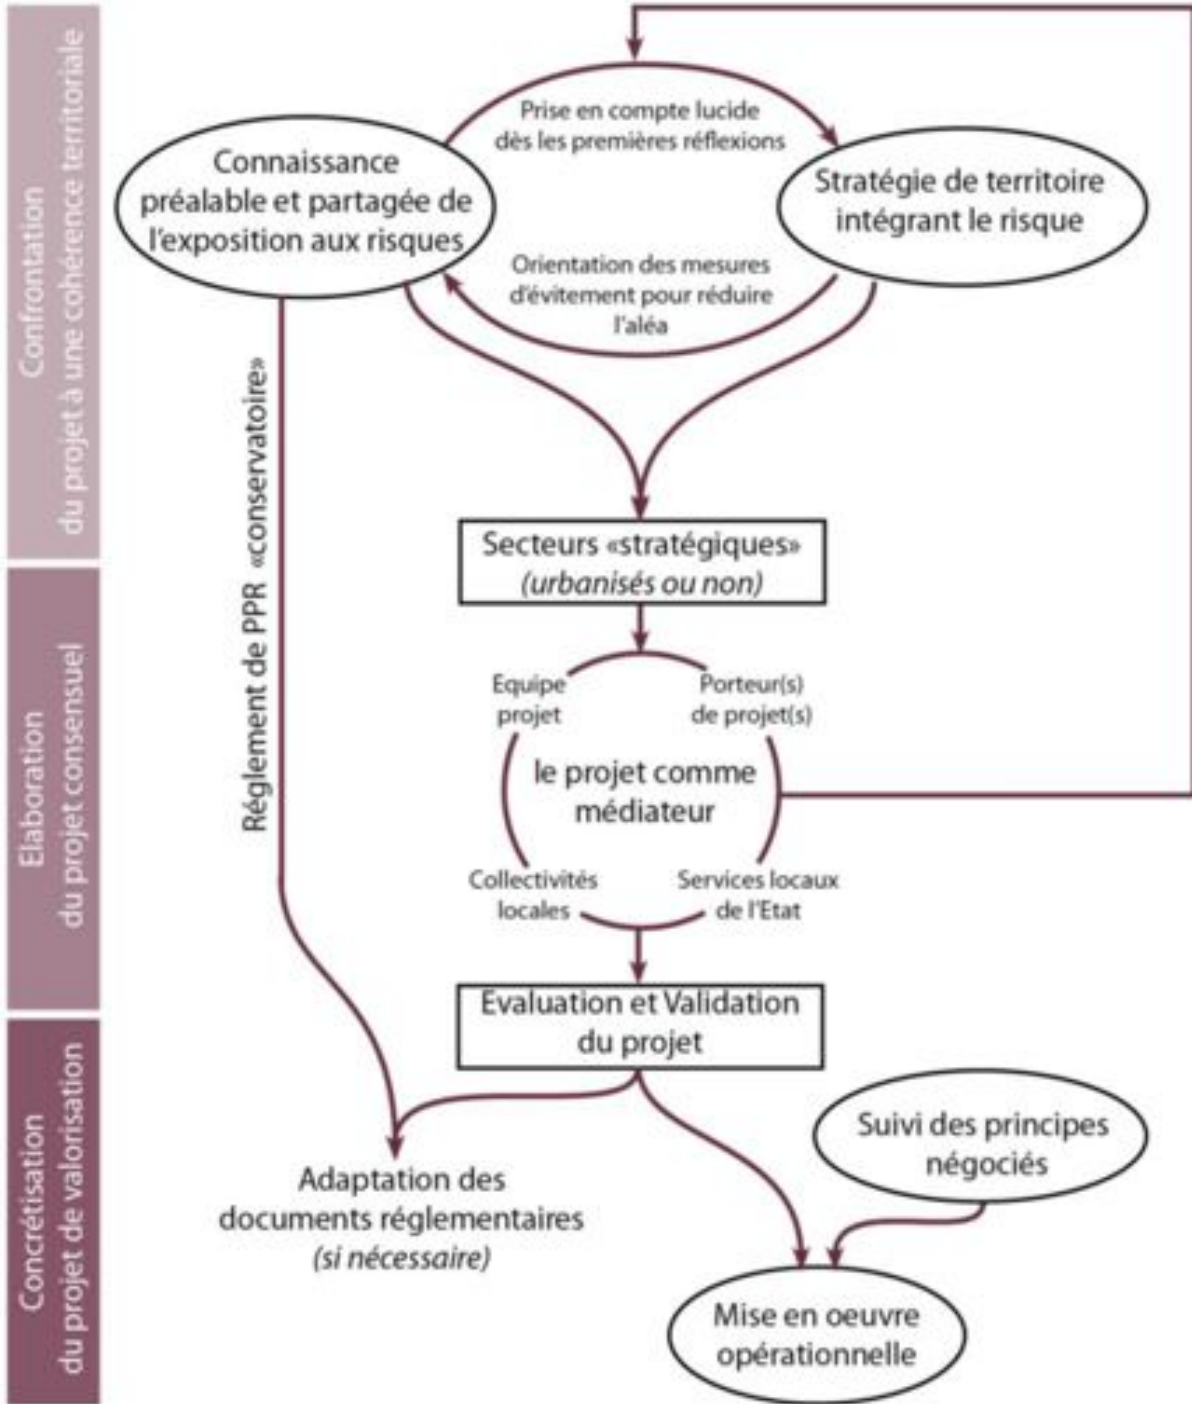 Confrontation
du projet à une cohérence territoriale
Prise en compte lucide
dès les premières réflexions
Connaissance
préalable et partagée de
l'exposition aux risques
Stratégie de territoire
intégrant le risque
Orientation des mesures
d'évitement pour réduire
l'aléa
Réglement de PPR «conservatoire»
Secteurs «stratégiques»
(urbanisés ou non)
Elaboration
du projet consensuel
Equipe
projet
Porteur(s)
de projet(s)
le projet comme
médiateur
Collectivités
locales
Services locaux
de l'Etat
Evaluation et Validation
du projet
Concrétisation
du projet de valorisation
Suivi des principes
négociés
Adaptation des
documents réglementaires
(si nécessaire)
Mise en oeuvre
opérationnelle